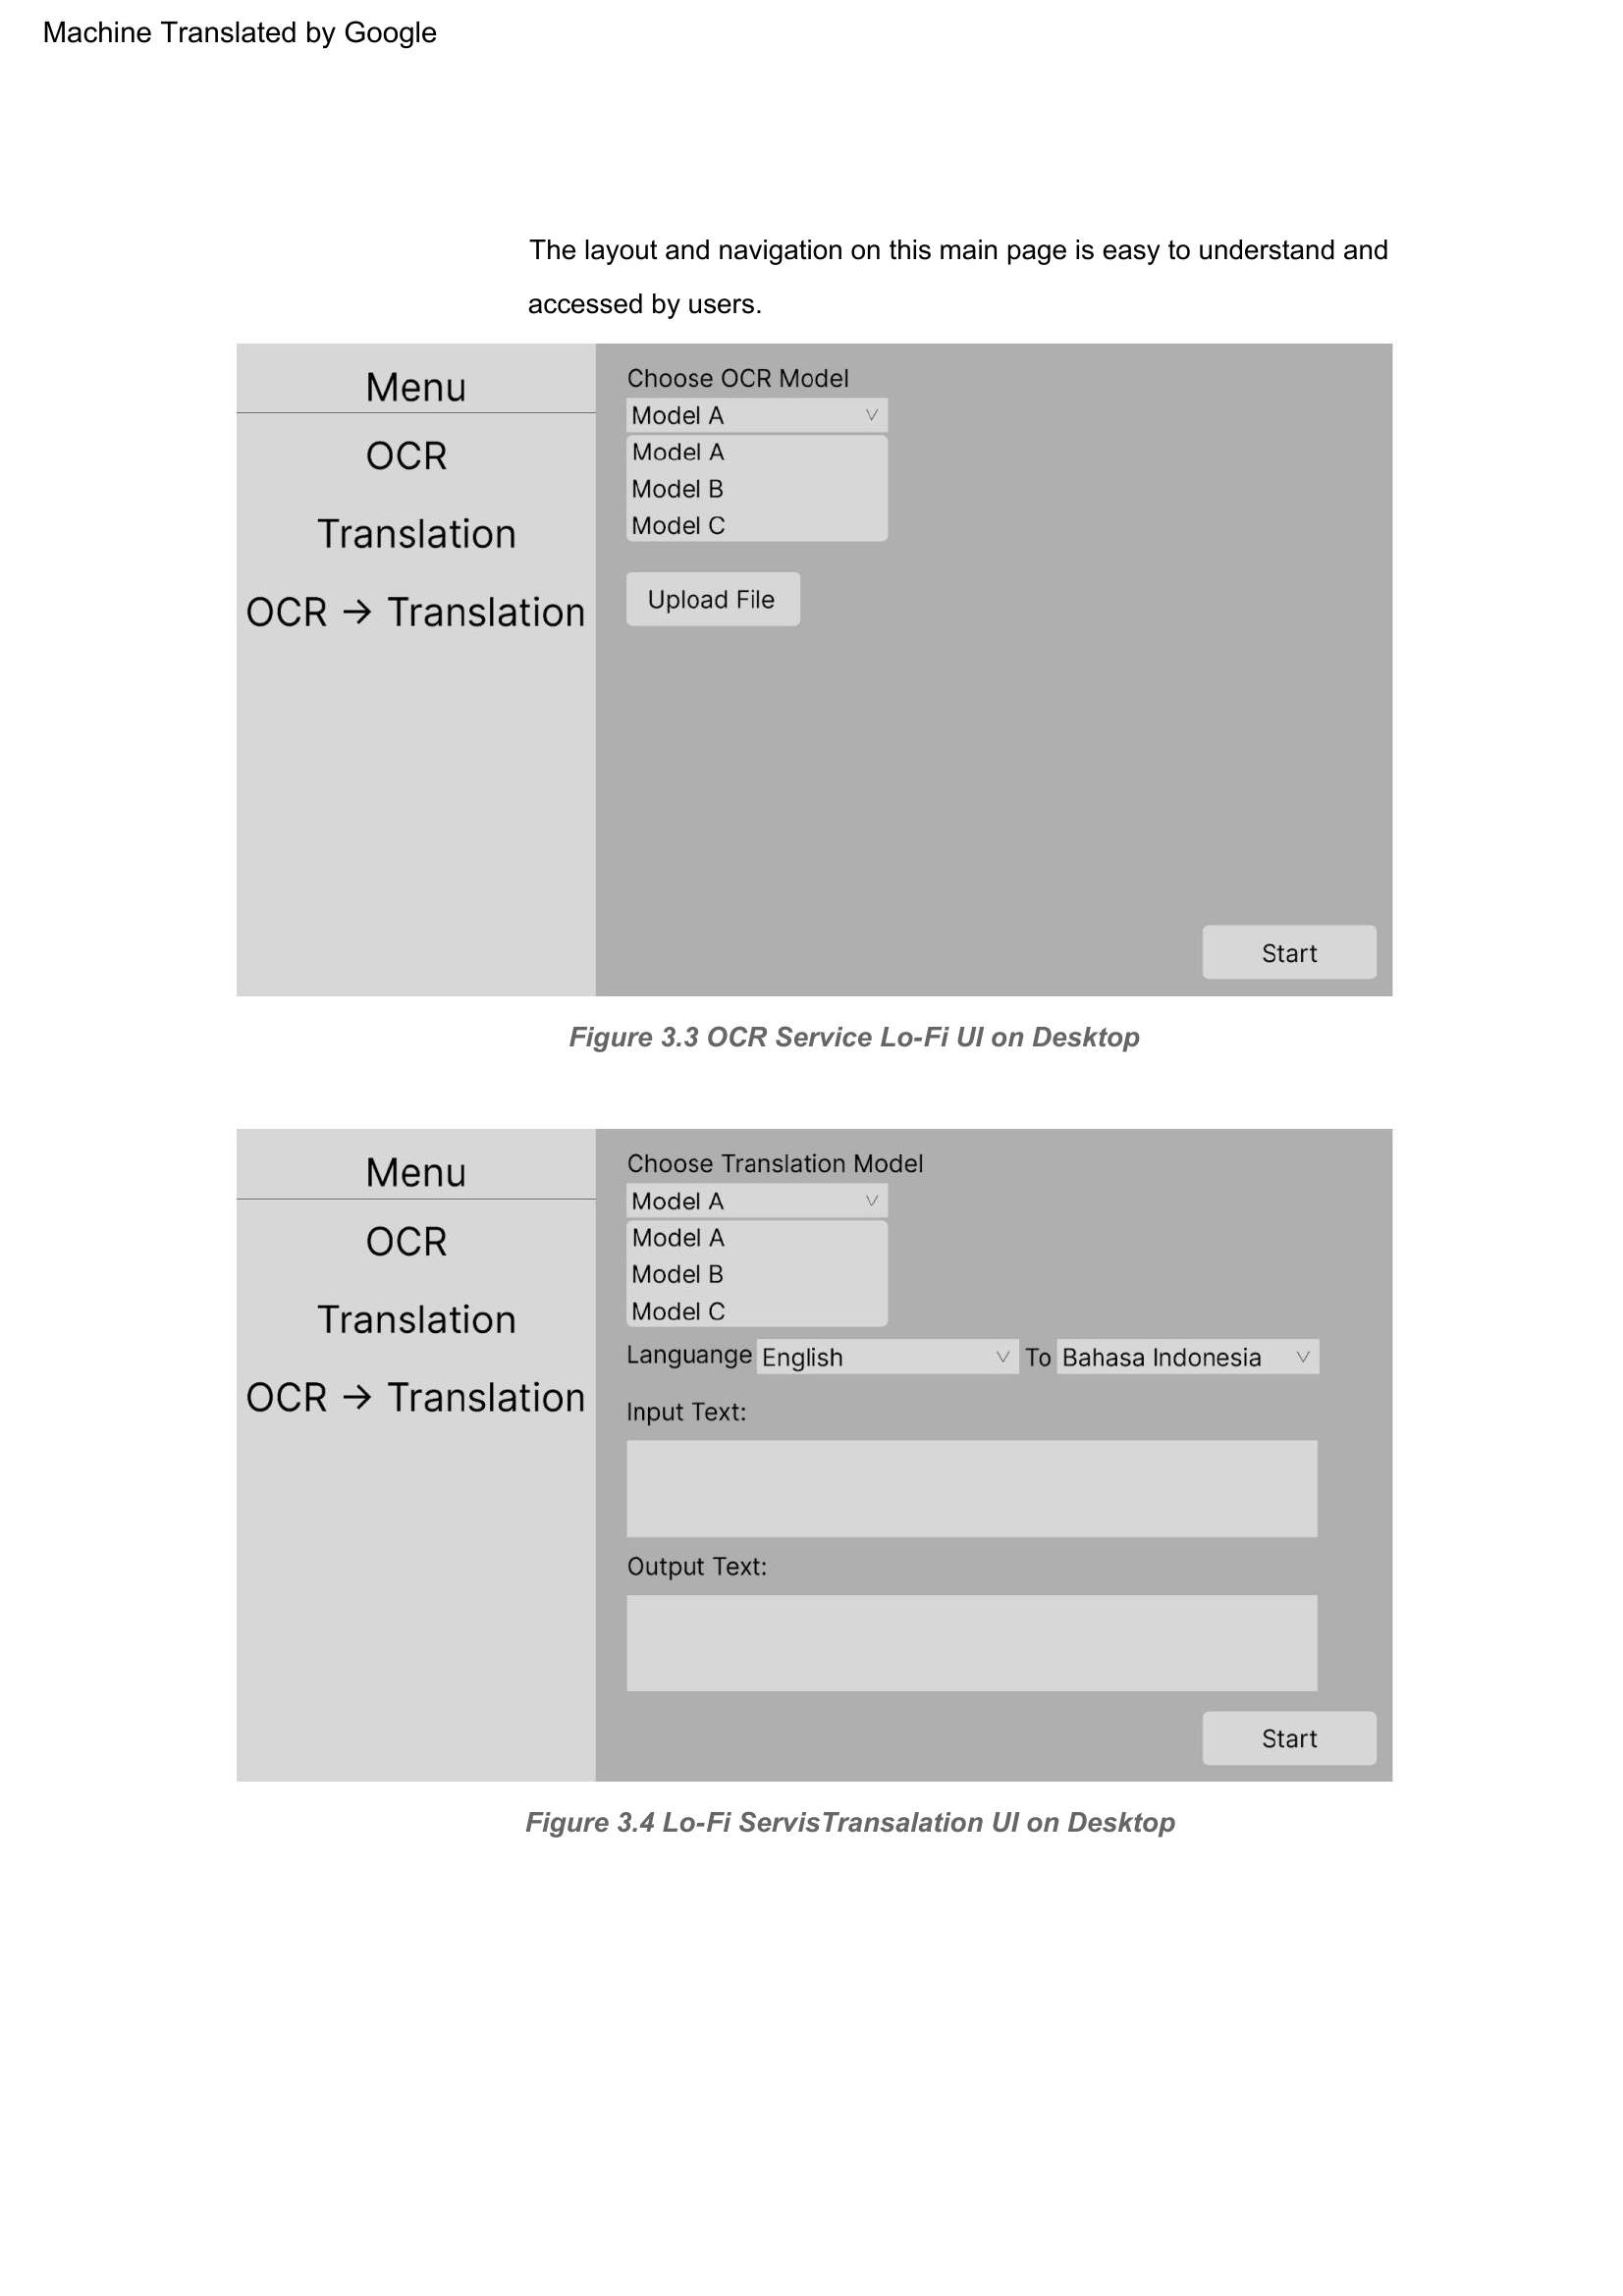 Machine Translated by Google
The layout and navigation on this main page is easy to understand and
accessed by users.
Menu
OCR
Translation
OCR → Translation
Choose OCR Model
Model A
Model A
Model B
Model C
Upload File
Start
Figure 3.3 OCR Service Lo-Fi UI on Desktop
Menu
OCR
Translation
OCR → Translation
Choose Translation Model
Model A
Model A
Model B
Model C
Languange English To Bahasa Indonesia
Input Text:
Output Text:
Start
Figure 3.4 Lo-Fi ServisTransalation UI on Desktop